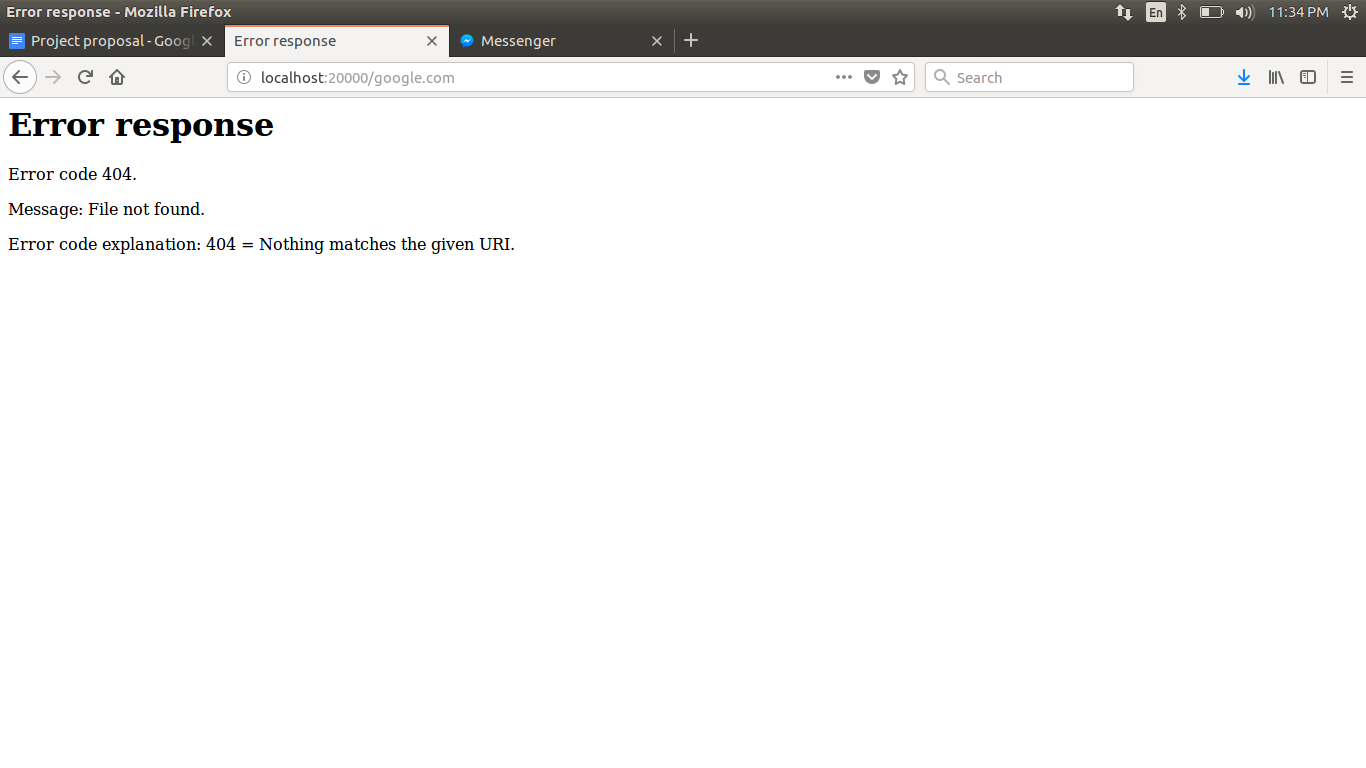 Error response - Mozilla Firefox
En
11:34 PM
Project proposal - Googl
Error response
Messenger
localhost:20000/google.com
Search
Error response
Error code 404.
Message: File not found.
Error code explanation: 404 = Nothing matches the given URI.